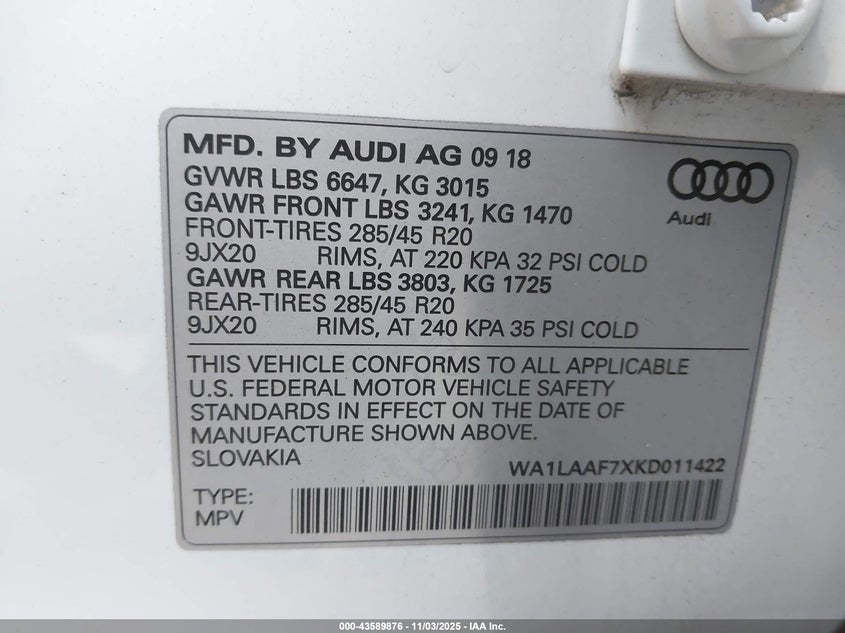 MFD. BY AUDI AG 09 18
GVWR LBS 6647, KG 3015
GAWR FRONT LBS 3241, KG 1470
FRONT-TIRES 285/45 R20
9JX20 RIMS, AT 220 KPA 32 PSI COLD
GAWR REAR LBS 3803, KG 1725
REAR-TIRES 285/45 R20
9JX20 RIMS, AT 240 KPA 35 PSI COLD
Audi
THIS VEHICLE CONFORMS TO ALL APPLICABLE
U.S. FEDERAL MOTOR VEHICLE SAFETY
STANDARDS IN EFFECT ON THE DATE OF
MANUFACTURE SHOWN ABOVE.
SLOVAKIA WA1LAAF7XKD011422
TYPE:
MPV
000-43589876 - 11/03/2025 - IAA Inc.